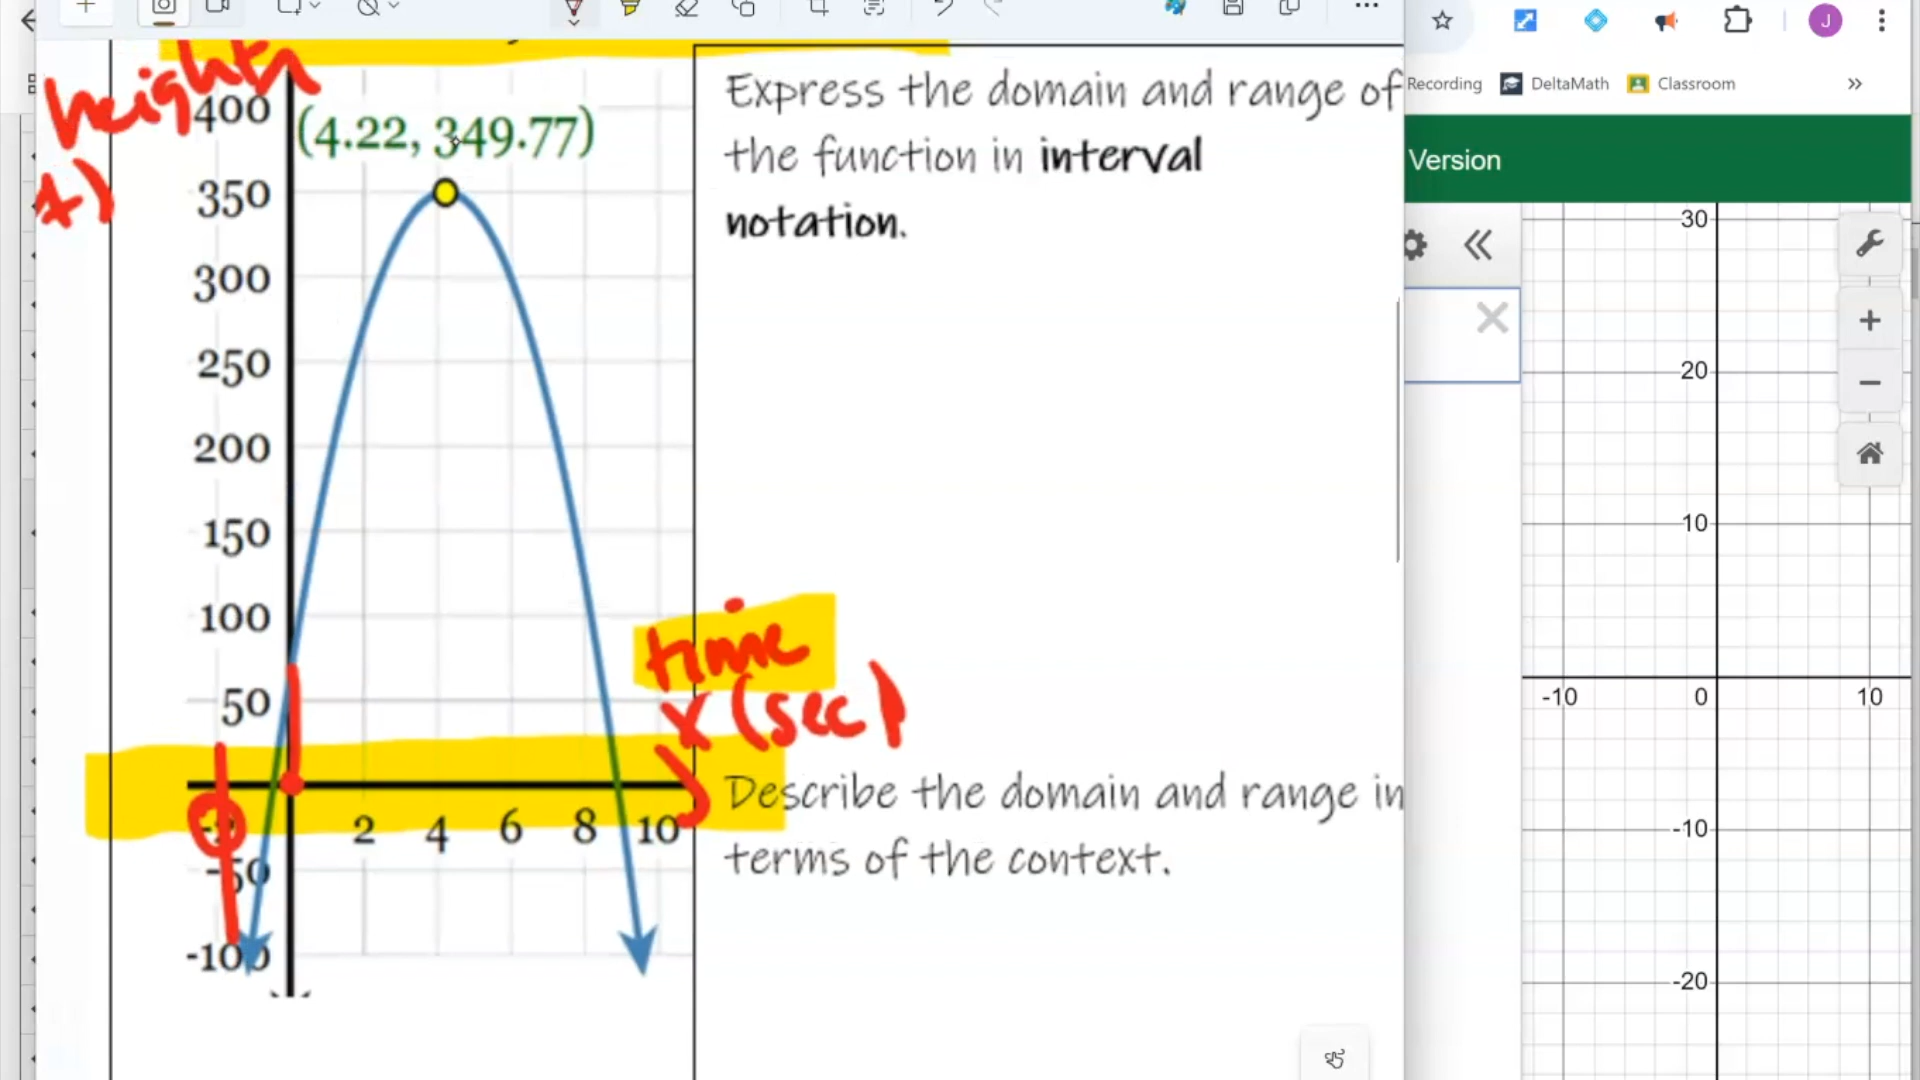 height
400
(4.22, 349.77)
Express the domain and range of
the function in interval
notation.
350
300
250
200
150
100
time
x (sec)
50
2 4 6 8 10
Describe the domain and range in
terms of the context.
-50
-100
Recording DeltaMath Classroom
J
Version
30
20
10
-10 0 10
-10
-20